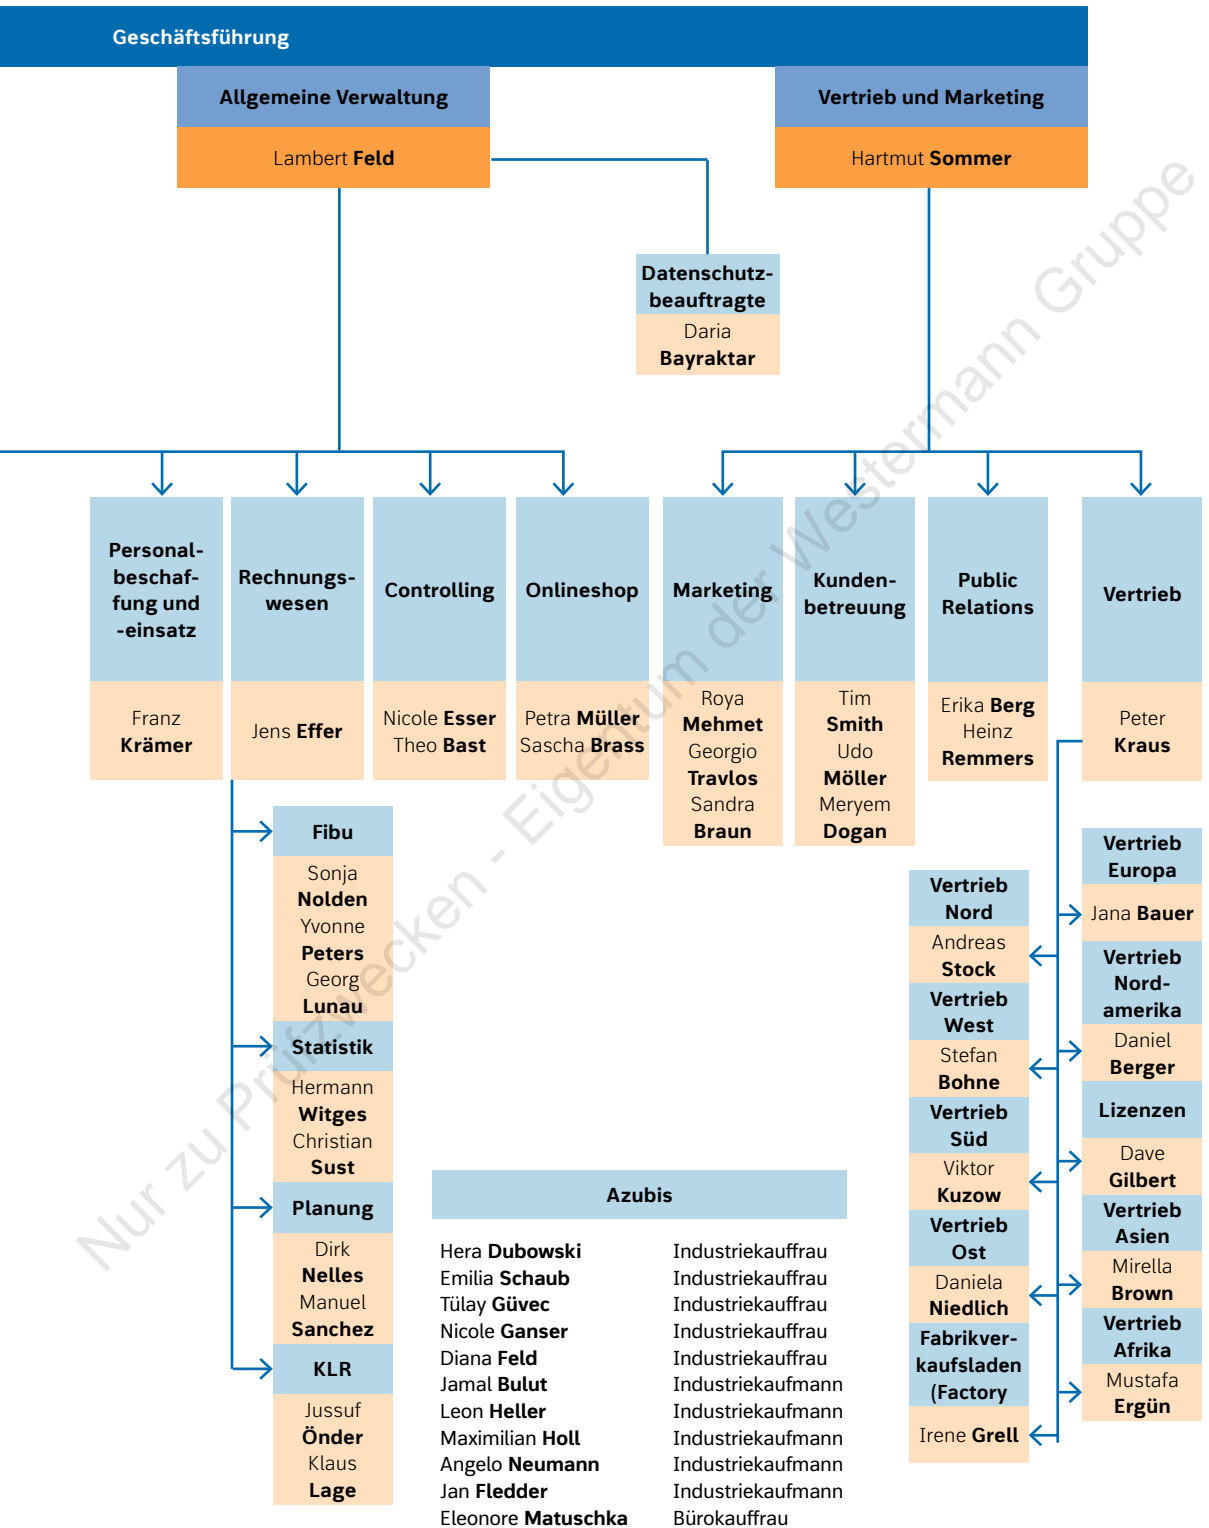 Geschäftsführung
Allgemeine Verwaltung
Lambert Feld
Vertrieb und Marketing
Hartmut Sommer
Datenschutz-
beauftragte
Daria
Bayraktar
Personal-
beschaf-
fung und
-einsatz
Franz
Krämer
Rechnungs-
wesen
Jens Effer
Controlling
Nicole Esser
Theo Bast
Onlineshop
Petra Müller
Sascha Brass
Marketing
Roya
Mehmet
Georgio
Travlos
Sandra
Braun
Kunden-
betreuung
Tim
Smith
Udo
Möller
Meryem
Dogan
Public
Relations
Erika Berg
Heinz
Remmers
Vertrieb
Peter
Kraus
Fibu
Sonja
Nolden
Yvonne
Peters
Georg
Lunau
Statistik
Hermann
Witges
Christian
Sust
Planung
Dirk
Nelles
Manuel
Sanchez
KLR
Jussuf
Önder
Klaus
Lage
Vertrieb
Nord
Andreas
Stock
Vertrieb
West
Stefan
Bohne
Vertrieb
Süd
Viktor
Kuzow
Vertrieb
Ost
Daniela
Niedlich
Fabrikver-
kaufsladen
(Factory
Irene Grell
Vertrieb
Europa
Jana Bauer
Vertrieb
Nord-
amerika
Daniel
Berger
Lizenzen
Dave
Gilbert
Vertrieb
Asien
Mirella
Brown
Vertrieb
Afrika
Mustafa
Ergün
Azubis
Hera Dubowski Industriekauffrau
Emilia Schaub Industriekauffrau
Tülay Güvec Industriekauffrau
Nicole Ganser Industriekauffrau
Diana Feld Industriekauffrau
Jamal Bulut Industriekaufmann
Leon Heller Industriekaufmann
Maximilian Holl Industriekaufmann
Angelo Neumann Industriekaufmann
Jan Fledder Industriekaufmann
Eleonore Matuschka Bürokauffrau
Nur zu Prüfzwecken - Eigentum der Westermann Gruppe